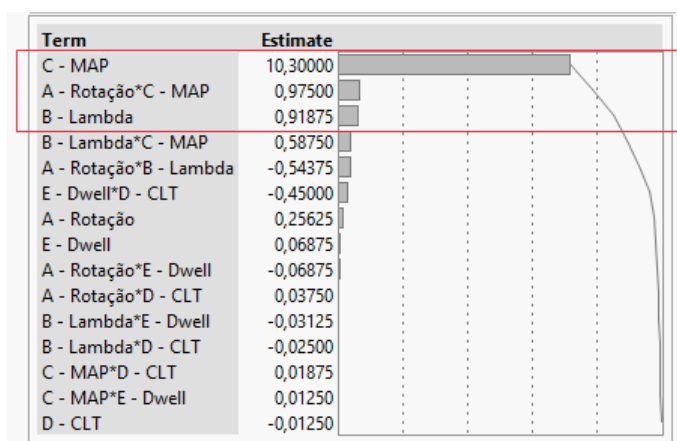 Term Estimate
C - MAP 10,30000
A - Rotação*C - MAP 0,97500
B - Lambda 0,91875
B - Lambda*C - MAP 0,58750
A - Rotação*B - Lambda -0,54375
E - Dwell*D - CLT -0,45000
A - Rotação 0,25625
E - Dwell 0,06875
A - Rotação*E - Dwell -0,06875
A - Rotação*D - CLT 0,03750
B - Lambda*E - Dwell -0,03125
B - Lambda*D - CLT -0,02500
C - MAP*D - CLT 0,01875
C - MAP*E - Dwell 0,01250
D - CLT -0,01250